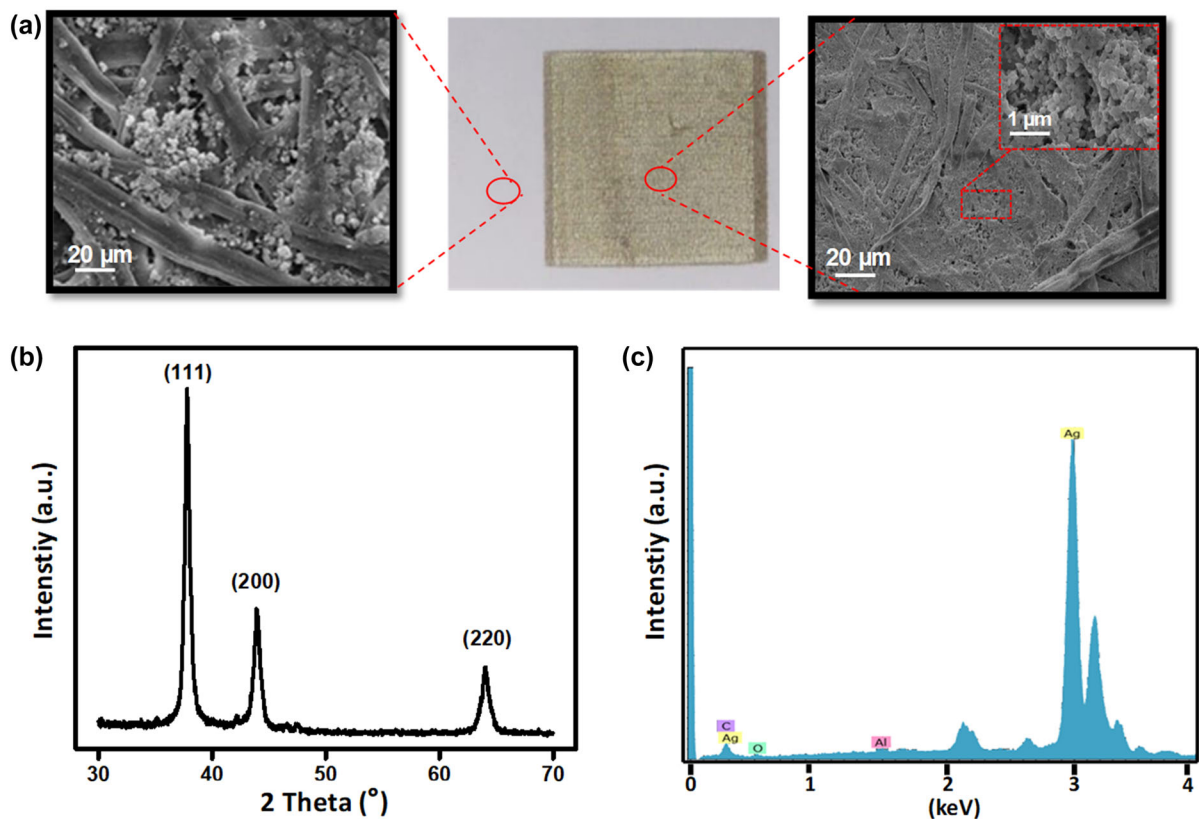 (a)
20 µm
1 µm
20 µm
(b)
(111)
(200)
(220)
Intenstiy (a.u.)
30
40
50
60
70
2 Theta (°)
(c)
Ag
C
Ag
O
Al
Intenstiy (a.u.)
0
1
2
3
4
(keV)